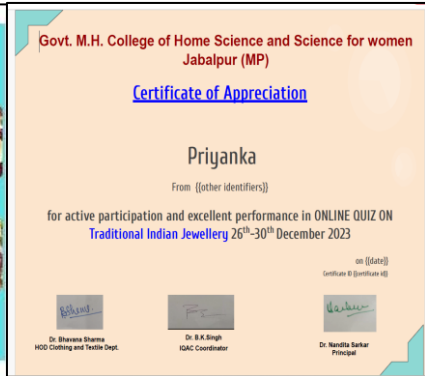 Govt. M.H. College of Home Science and Science for women
Jabalpur (MP)
Certificate of Appreciation
Priyanka
From {{other identifiers}}
for active participation and excellent performance in ONLINE QUIZ ON
Traditional Indian Jewellery 26th-30th December 2023
on {{date}}
Certificate ID {{certificate id}}
Dr. Bhavana Sharma
HOD Clothing and Textile Dept.
Dr. B.K.Singh
IQAC Coordinator
Dr. Nandita Sarkar
Principal